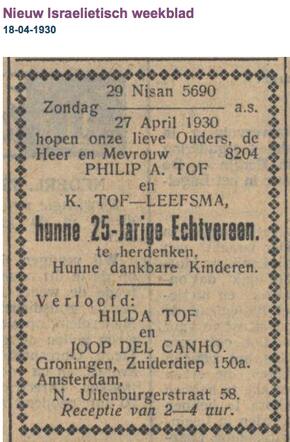 Nieuw Israelietisch weekblad
18-04-1930
29 Nisan 5690
Zondag ——— a.s.
27 April 1930
hopen onze lieve Ouders, de
Heer en Mevrouw 8204
PHILIP A. TOF
en
K. TOF—LEEFSMA,
hunne 25-Jarige Echtvereen.
te herdenken,
Hunne dankbare Kinderen.
Verloofd:
HILDA TOF
en
JOOP DEL CANHO.
Groningen, Zuiderdiep 150a.
Amsterdam,
N. Uilenburgerstraat 58.
Receptie van 2—4 uur.